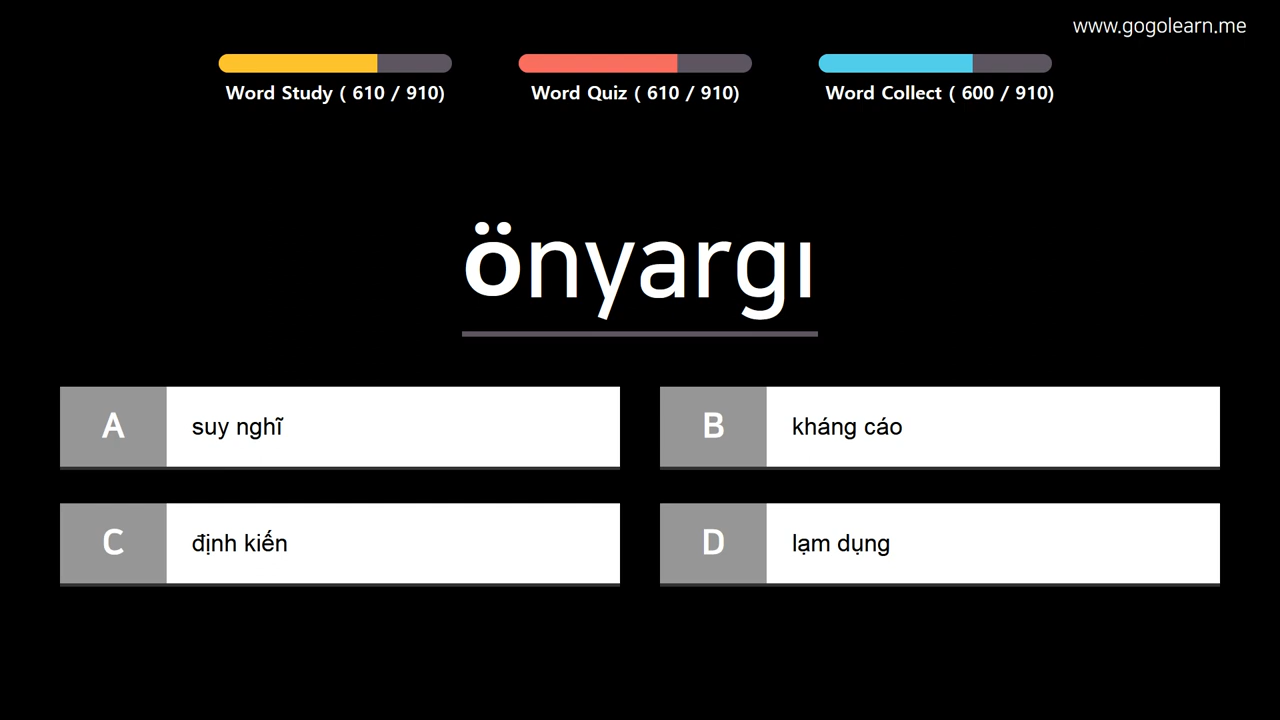 www.gogolearn.me
Word Study ( 610 / 910)
Word Quiz ( 610 / 910)
Word Collect ( 600 / 910)
önyargı
A suy nghĩ
B kháng cáo
C định kiến
D lạm dụng